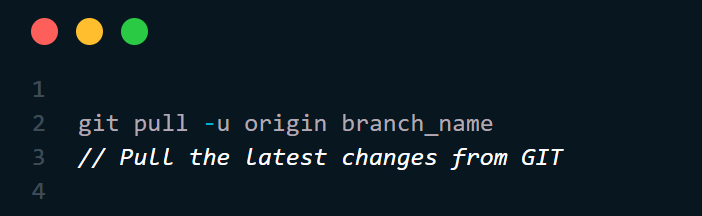 1
2 git pull -u origin branch_name
3 // Pull the latest changes from GIT
4